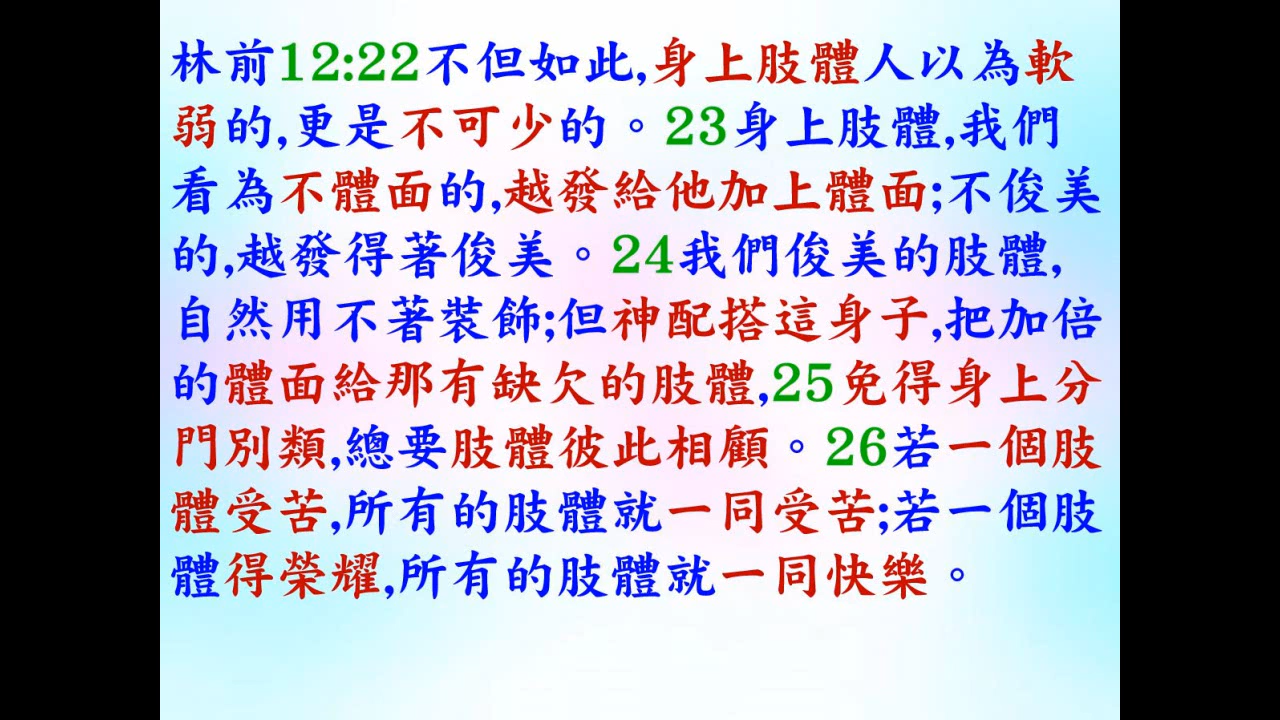 林前12:22不但如此,身上肢體人以為軟
弱的,更是不可少的。23身上肢體,我們
看為不體面的,越發給他加上體面;不俊美
的,越發得著俊美。24我們俊美的肢體,
自然用不著裝飾;但神配搭這身子,把加倍
的體面給那有缺欠的肢體,25免得身上分
門別類,總要肢體彼此相顧。26若一個肢
體受苦,所有的肢體就一同受苦;若一個肢
體得榮耀,所有的肢體就一同快樂。